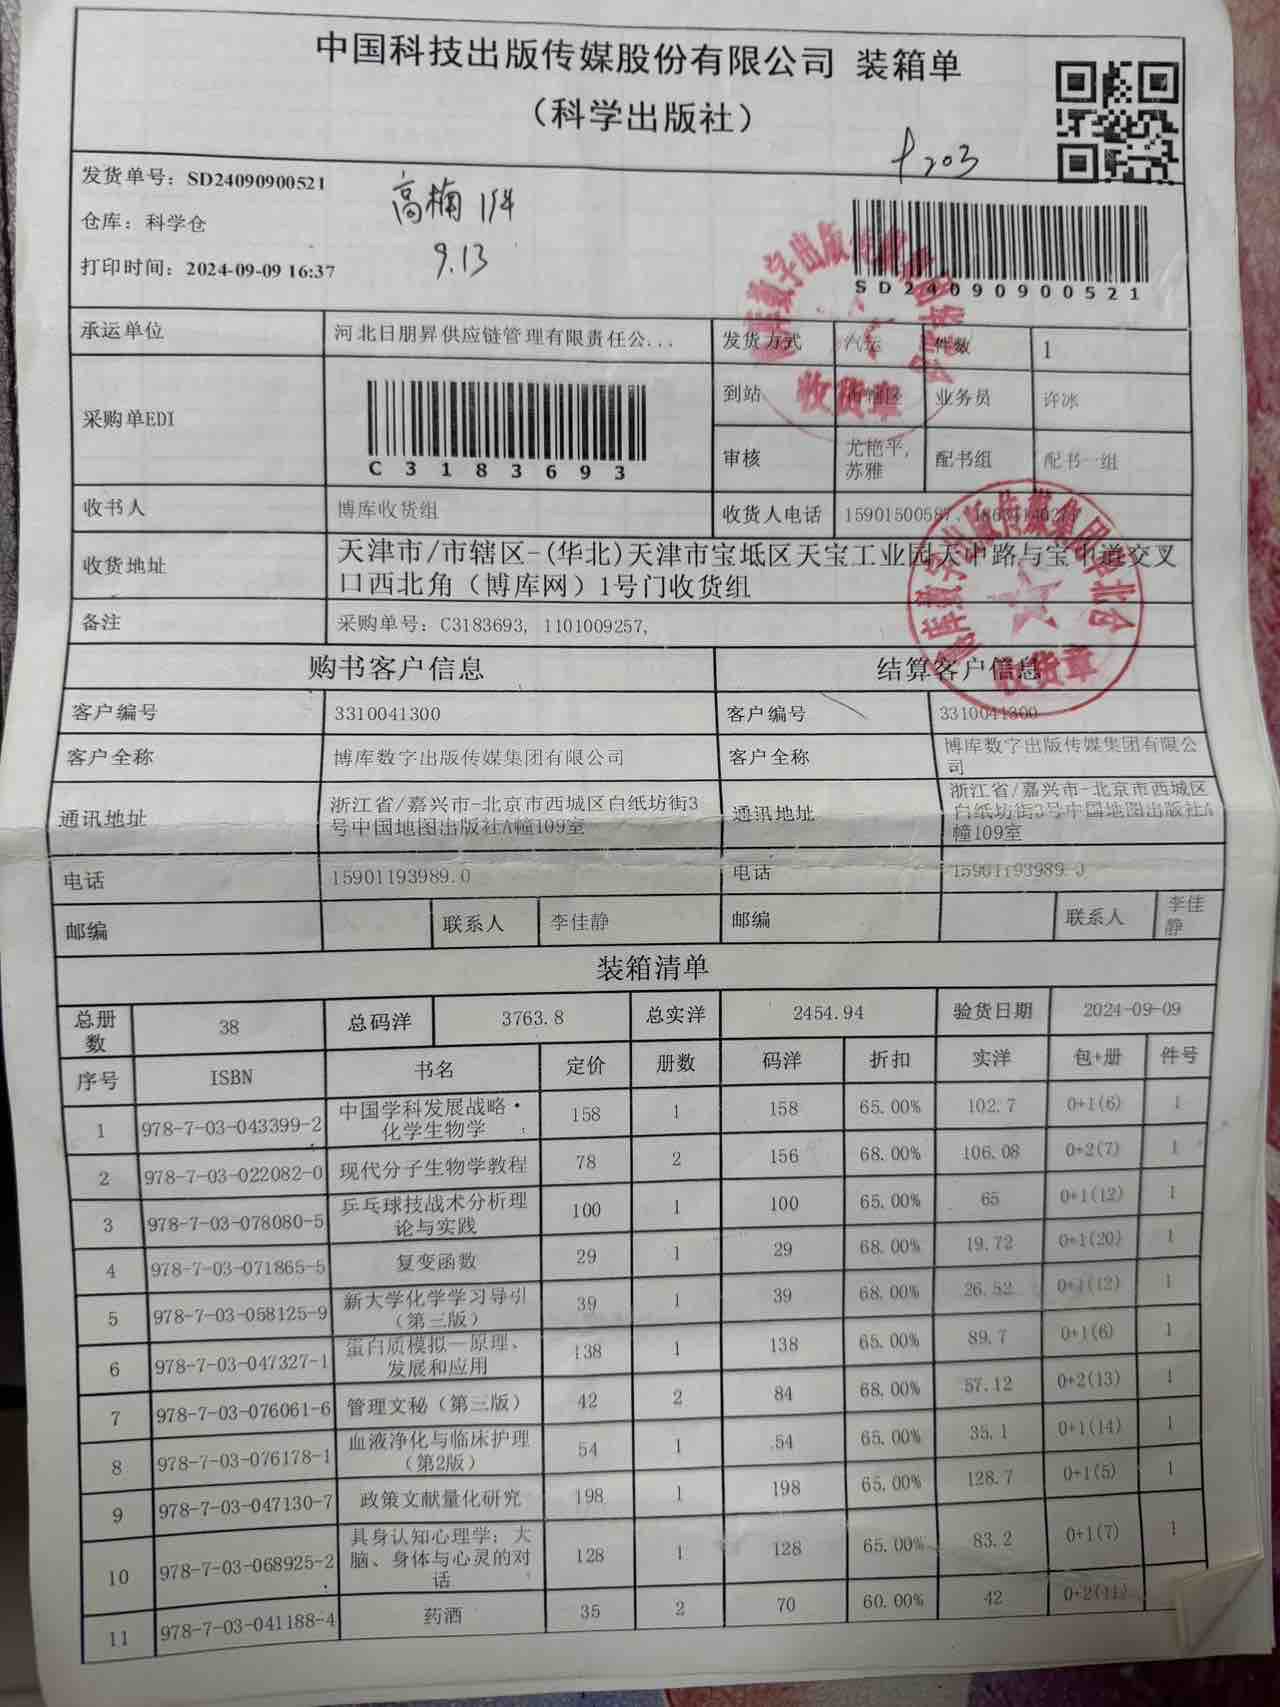 中国科技出版传媒股份有限公司 装箱单
（科学出版社）
发货单号：SD24090900521
高楠 1件
9.13
仓库：科学仓
打印时间：2024-09-09 16:37
SD24090900521
承运单位 河北日朋昇供应链管理有限责任公... 发货方式 汽运 件数 1
采购单EDI C3183693 到站 市辖区 业务员 许冰
审核 尤艳平, 苏雅 配书组 配书一组
收货章
收书人 博库收货组 收货人电话 15901500587
收货地址 天津市/市辖区-(华北)天津市宝坻区天宝工业园天中路与宝中道交叉
口西北角（博库网）1号门收货组
备注 采购单号：C3183693, 1101009257,
收货章
购书客户信息 结算客户信息
客户编号 3310041300 客户编号 3310041300
客户全称 博库数字出版传媒集团有限公司 客户全称 博库数字出版传媒集团有限公司
通讯地址 浙江省/嘉兴市-北京市西城区白纸坊街3号中国地图出版社A幢109室 通讯地址 浙江省/嘉兴市-北京市西城区白纸坊街3号中国地图出版社A幢109室
电话 15901193989.0 电话 15901193989.0
邮编 联系人 李佳静 邮编 联系人 李佳静
装箱清单
总册数 38 总码洋 3763.8 总实洋 2454.94 验货日期 2024-09-09
序号 ISBN 书名 定价 册数 码洋 折扣 实洋 包+册 件号
1 978-7-03-043399-2 中国学科发展战略·化学生物学 158 1 158 65.00% 102.7 0+1(6) 1
2 978-7-03-022082-0 现代分子生物学教程 78 2 156 68.00% 106.08 0+2(7) 1
3 978-7-03-078080-5 乒乓球技战术分析理论与实践 100 1 100 65.00% 65 0+1(12) 1
4 978-7-03-071865-5 复变函数 29 1 29 68.00% 19.72 0+1(20) 1
5 978-7-03-058125-9 新大学化学学习导引（第三版） 39 1 39 68.00% 26.52 0+1(12) 1
6 978-7-03-047327-1 蛋白质模拟—原理、发展和应用 138 1 138 65.00% 89.7 0+1(6) 1
7 978-7-03-076061-6 管理文秘（第三版） 42 2 84 68.00% 57.12 0+2(13) 1
8 978-7-03-076178-1 血液净化与临床护理（第2版） 54 1 54 65.00% 35.1 0+1(14) 1
9 978-7-03-047130-7 政策文献量化研究 198 1 198 65.00% 128.7 0+1(5) 1
10 978-7-03-068925-2 具身认知心理学：大脑、身体与心灵的对话 128 1 128 65.00% 83.2 0+1(7) 1
11 978-7-03-041188-4 药酒 35 2 70 60.00% 42 0+2(11)